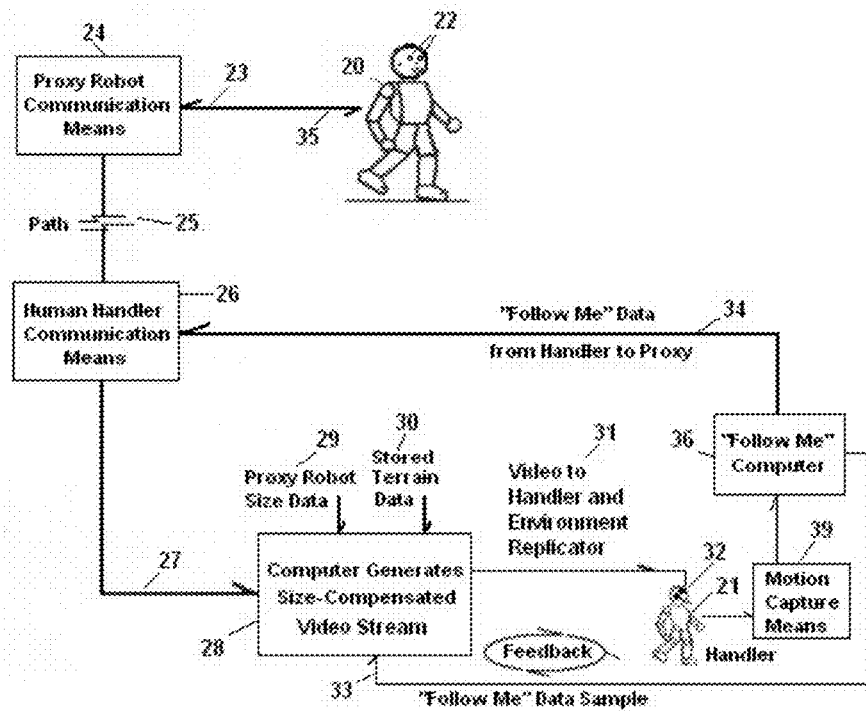 24
22
20
23
Proxy Robot
Communication
Means
35
Path
25
26
Human Handler
Communication
Means
"Follow Me" Data
34
from Handler to Proxy
29
30
31
36
"Follow Me"
Computer
Proxy Robot
Size Data
Stored
Terrain
Data
Video to
Handler and
Environment
Replicator
39
27
Computer Generates
Size-Compensated
Video Stream
28
32
21
Motion
Capture
Means
Feedback
Handler
33
"Follow Me" Data Sample